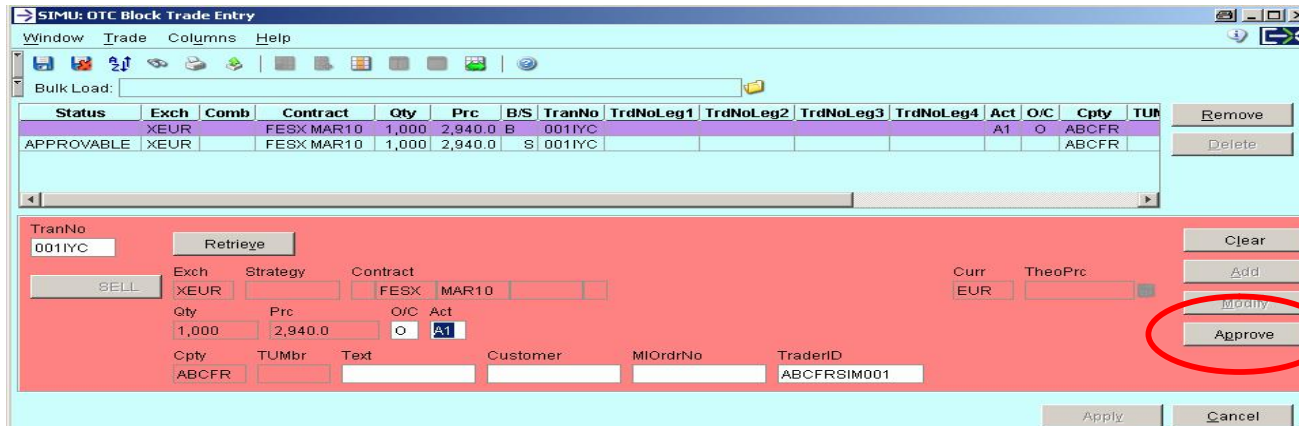 SIMU: OTC Block Trade Entry
Window Trade Columns Help
Bulk Load:
Status Exch Comb Contract Qty Prc B/S TranNo TrdNoLeg1 TrdNoLeg2 TrdNoLeg3 TrdNoLeg4 Act O/C Cpty TUM
XEUR FESX MAR10 1,000 2,940.0 B 001IYC A1 O ABCFR
APPROVABLE XEUR FESX MAR10 1,000 2,940.0 S 001IYC ABCFR
Remove
Delete
TranNo
001IYC Retrieve
Clear
Exch Strategy Contract Curr TheoPrc
SELL XEUR FESX MAR10 EUR
Add
Qty Prc O/C Act
Modify
1,000 2,940.0 O A1
Approve
Cpty TUMbr Text Customer MIOrdrNo TraderID
ABCFR ABCFRSIM001
Apply Cancel